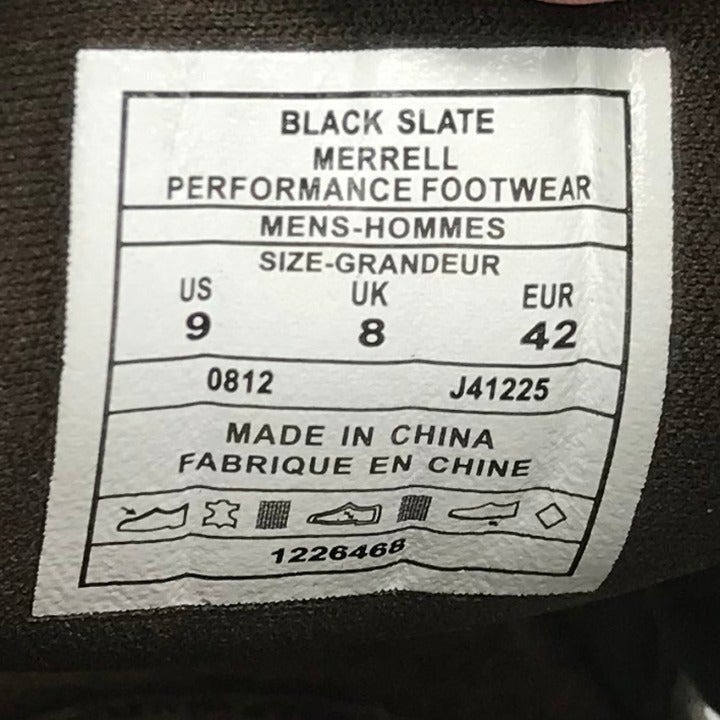 BLACK SLATE
MERRELL
PERFORMANCE FOOTWEAR
MENS-HOMMES
SIZE-GRANDEUR
US UK EUR
9 8 42
0812 J41225
MADE IN CHINA
FABRIQUE EN CHINE
1226468